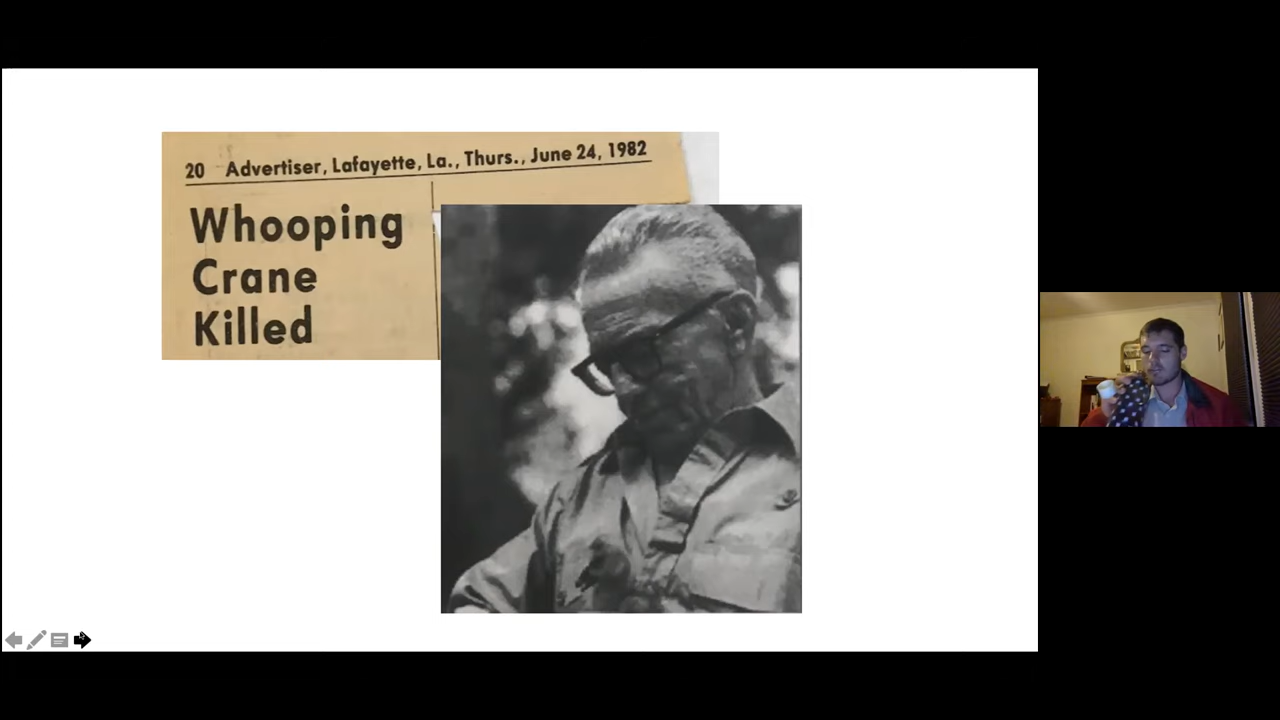 20 Advertiser, Lafayette, La., Thurs., June 24, 1982
Whooping
Crane
Killed